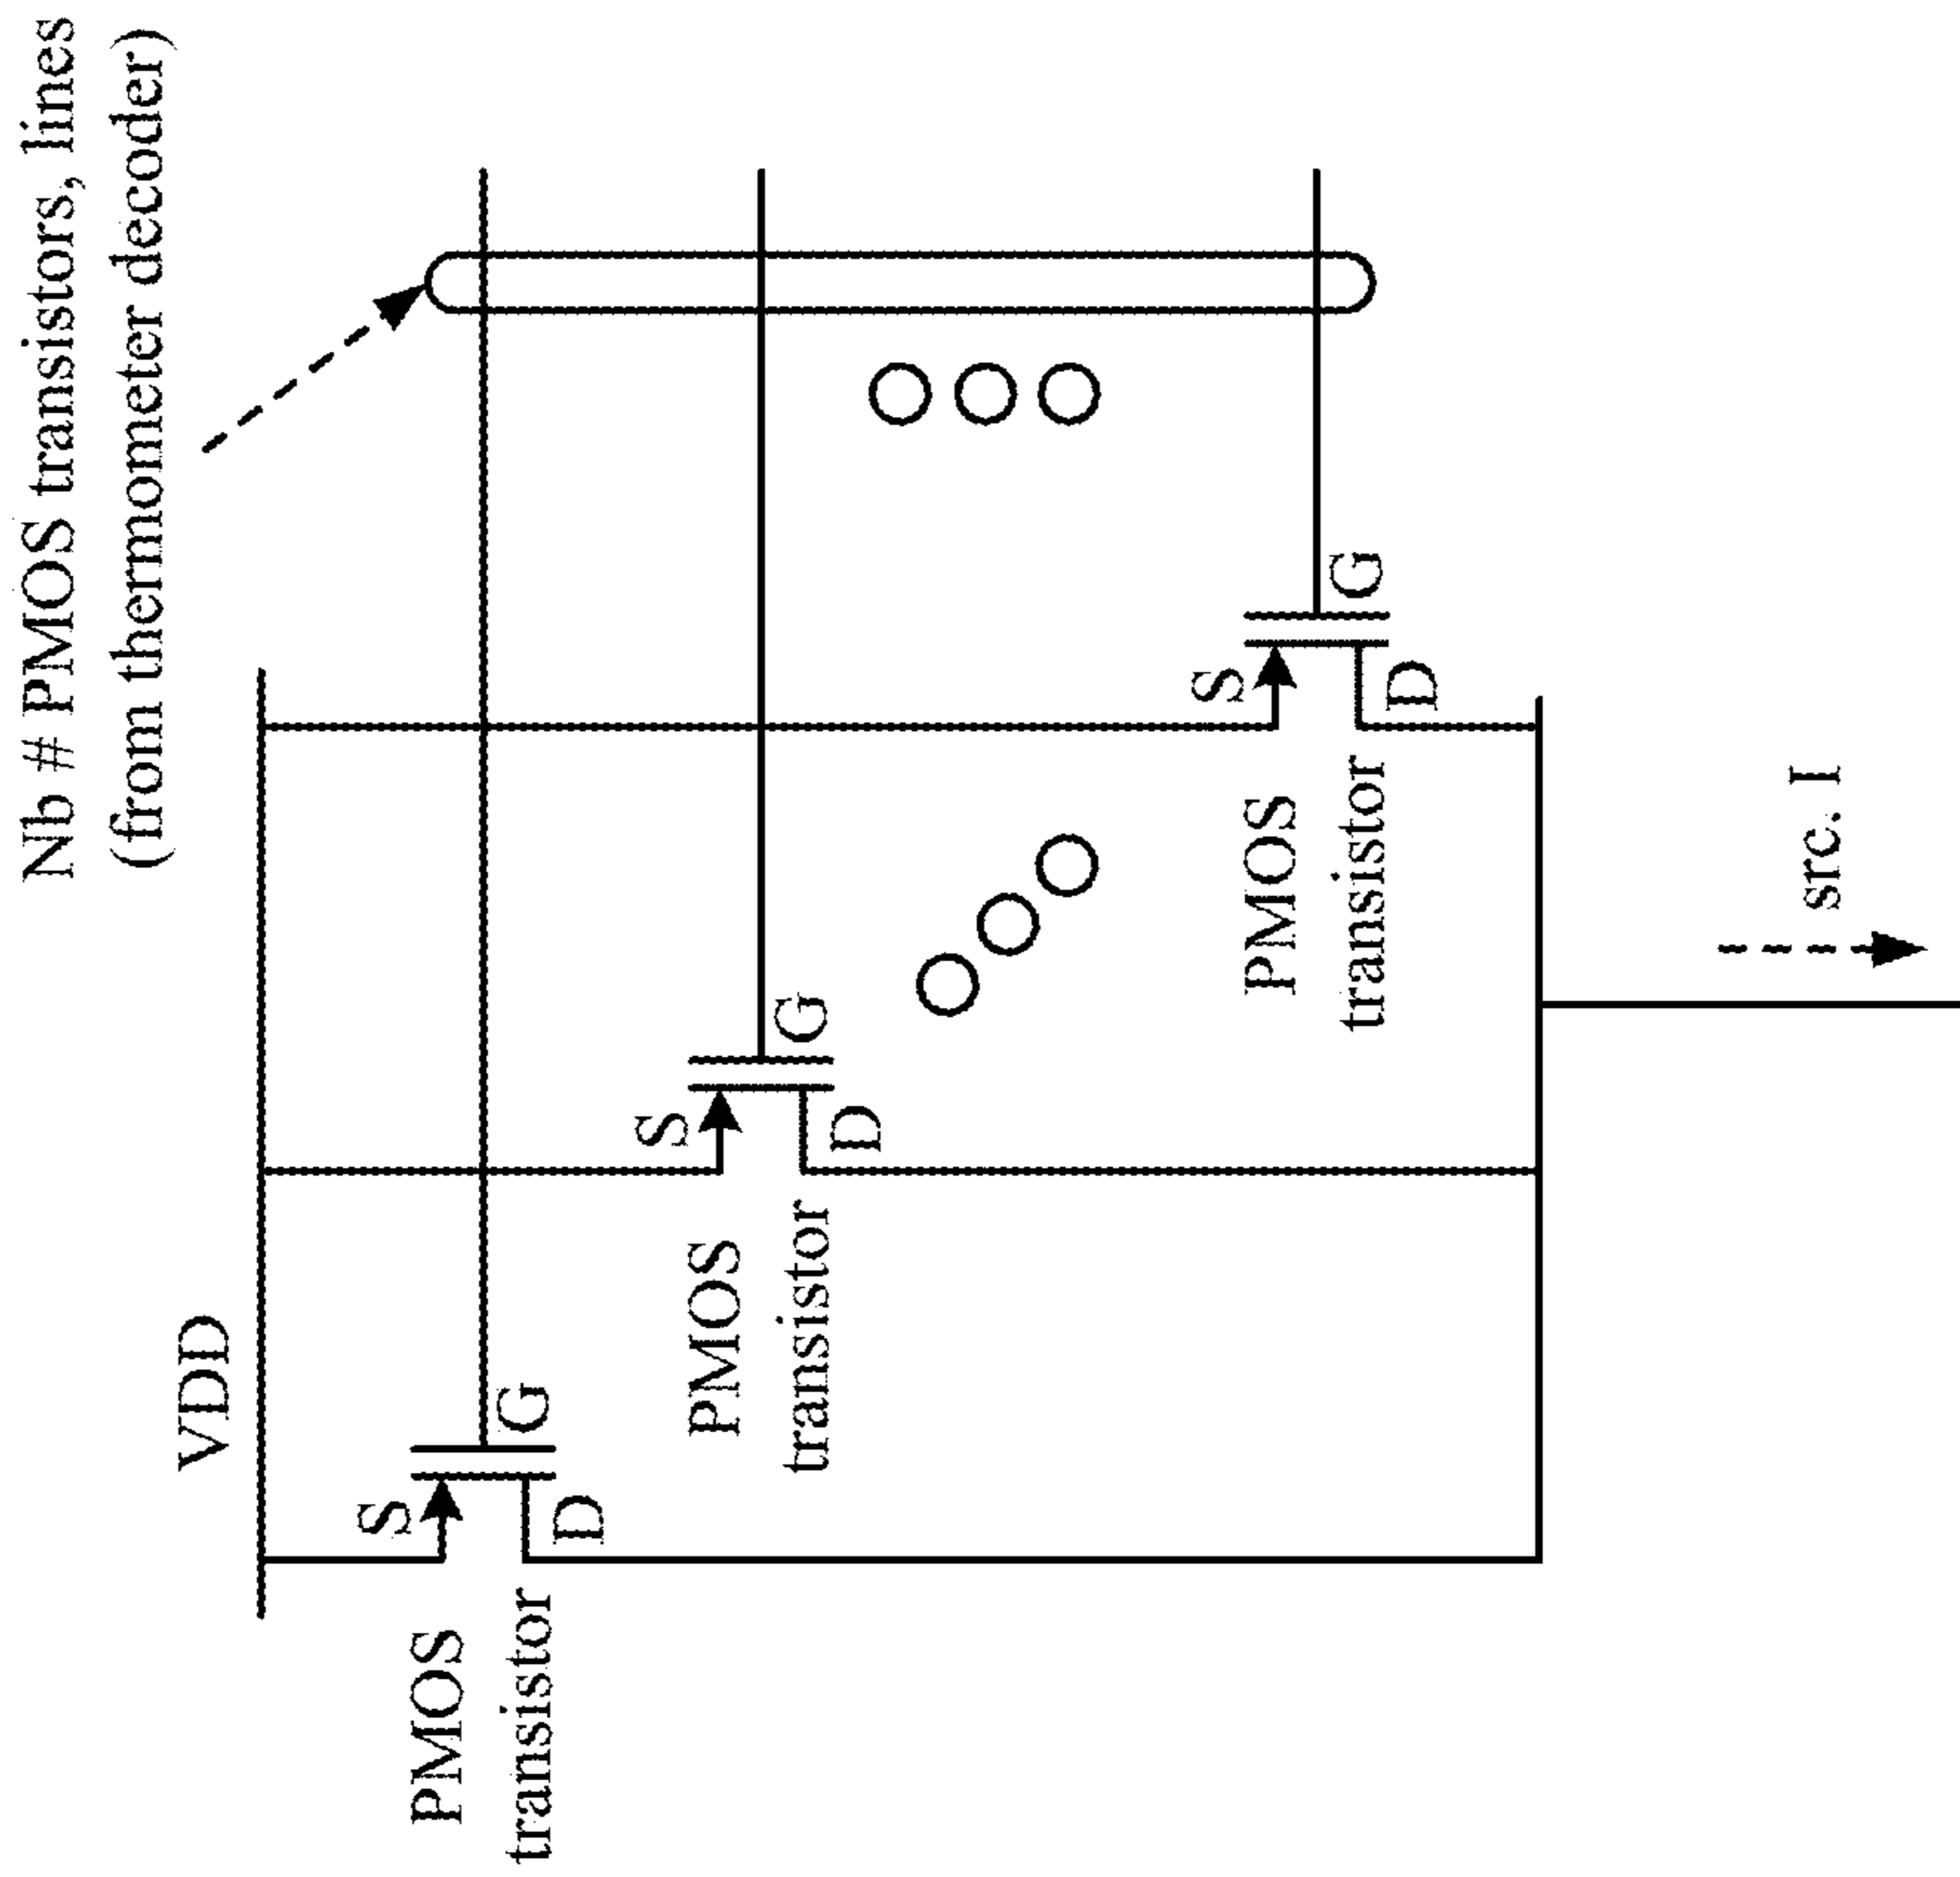 Nb # PMOS transistors, lines
(from thermometer decoder)
VDD
S
G
D
PMOS
transistor
S
G
D
PMOS
transistor
S
G
D
PMOS
transistor
src. I